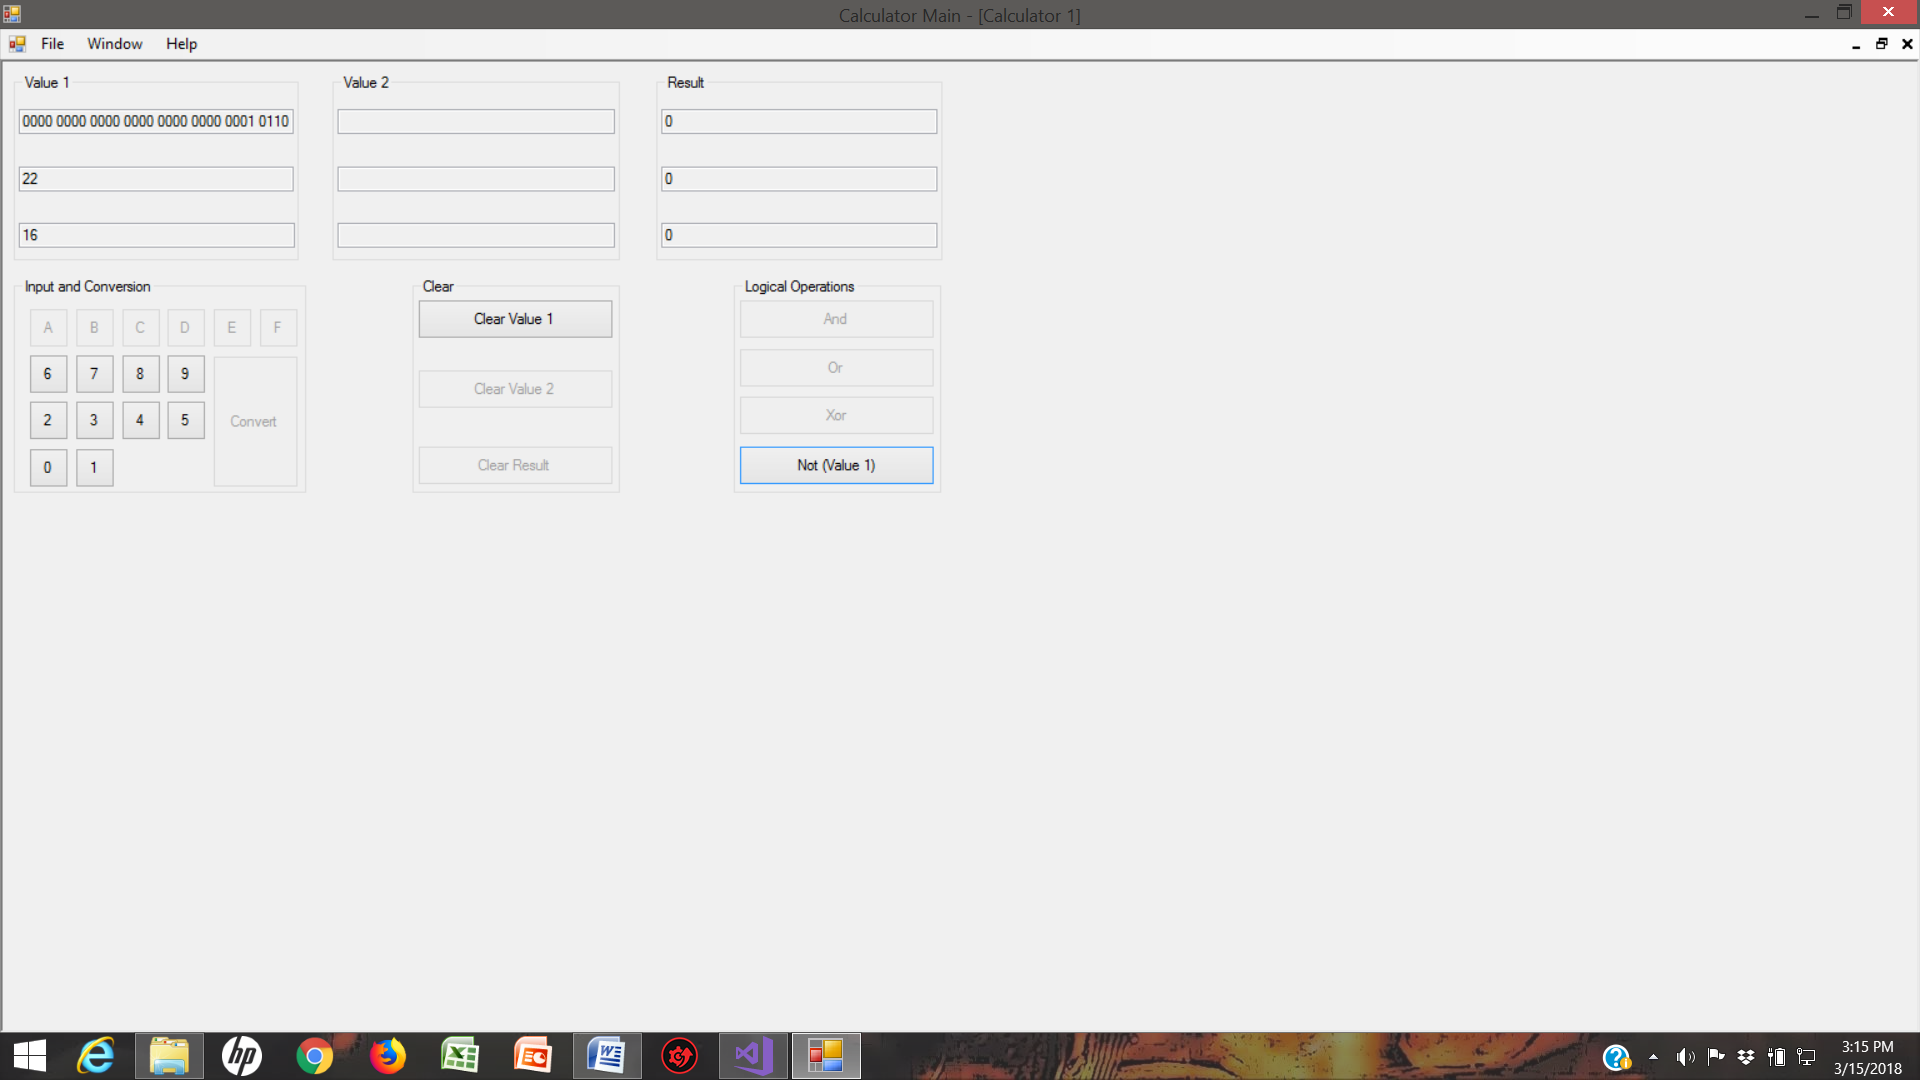 Calculator Main - [Calculator 1]
File Window Help
Value 1 Value 2 Result
0000 0000 0000 0000 0000 0000 0001 0110 0
22 0
16 0
Input and Conversion Clear Logical Operations
A B C D E F Clear Value 1 And
6 7 8 9 Clear Value 2 Or
2 3 4 5 Convert Xor
0 1 Clear Result Not (Value 1)
3:15 PM
3/15/2018